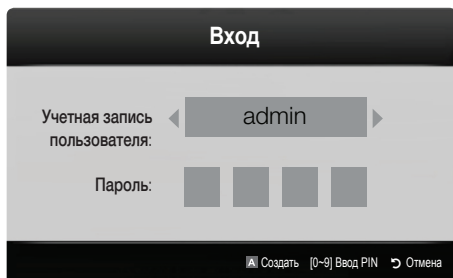 Вход
Учетная запись
пользователя:
admin
Пароль:
A Создать [0~9] Ввод PIN Отмена